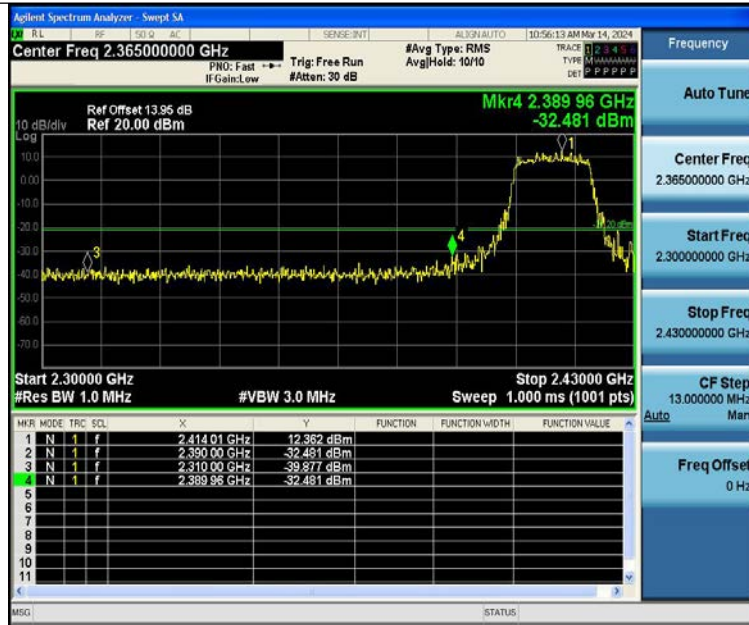 Agilent Spectrum Analyzer - Swept SA
RL RF 50 Ω AC SENSE:INT ALIGN AUTO 10:56:13 AM Mar 14, 2024
Center Freq 2.365000000 GHz
PNO: Fast
IFGain:Low
Trig: Free Run
#Atten: 30 dB
#Avg Type: RMS
Avg|Hold: 10/10
TRACE 1 2 3 4 5 6
TYPE M
DET P P P P P P
Ref Offset 13.95 dB
10 dB/div Ref 20.00 dBm
Log
Mkr4 2.389 96 GHz
-32.481 dBm
10.0
0.00
-10.0
-20.0
-30.0
-40.0
-50.0
-60.0
-70.0
1
3
4
Start 2.30000 GHz
#Res BW 1.0 MHz
#VBW 3.0 MHz
Stop 2.43000 GHz
Sweep 1.000 ms (1001 pts)
MKR MODE TRC SCL X Y FUNCTION FUNCTION WIDTH FUNCTION VALUE
1 N 1 f 2.414 01 GHz 12.362 dBm
2 N 1 f 2.390 00 GHz -32.481 dBm
3 N 1 f 2.310 00 GHz -39.877 dBm
4 N 1 f 2.389 96 GHz -32.481 dBm
5
6
7
8
9
10
11
MSG STATUS
Frequency
Auto Tune
Center Freq
2.365000000 GHz
Start Freq
2.300000000 GHz
Stop Freq
2.430000000 GHz
CF Step
13.000000 MHz
Auto Man
Freq Offset
0 Hz